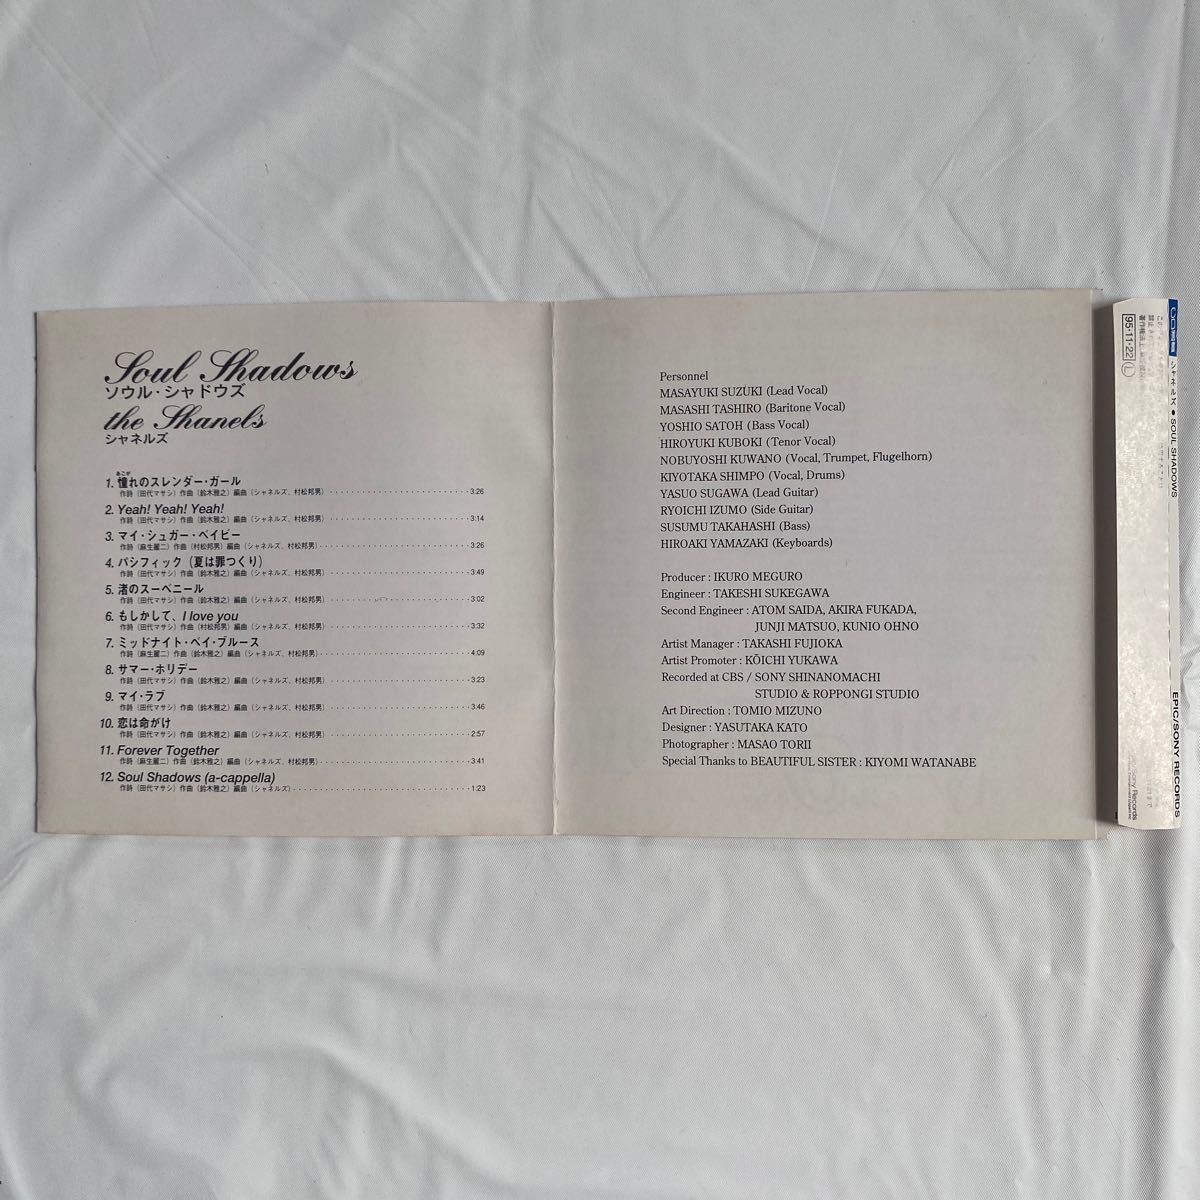 Soul Shadows
ソウル・シャドウズ
the Shanels
シャネルズ
あこが
1. 憧れのスレンダー・ガール
作詩(田代マサシ)作曲(鈴木雅之)編曲(シャネルズ、村松邦男) 3:26
2. Yeah! Yeah! Yeah!
作詩(田代マサシ)作曲(鈴木雅之)編曲(シャネルズ、村松邦男) 3:14
3. マイ・シュガー・ベイビー
作詩(麻生麗二)作曲(村松邦男)編曲(シャネルズ、村松邦男) 3:26
4. パシフィック(夏は罪つくり)
作詩(田代マサシ)作曲(鈴木雅之)編曲(シャネルズ、村松邦男) 3:49
5. 渚のスーベニール
作詩(田代マサシ)作曲(鈴木雅之)編曲(シャネルズ、村松邦男) 3:02
6. もしかして、I love you
作詩(田代マサシ)作曲(村松邦男)編曲(シャネルズ、村松邦男) 3:32
7. ミッドナイト・ベイ・ブルース
作詩(麻生麗二)作曲(鈴木雅之)編曲(シャネルズ、村松邦男) 4:09
8. サマー・ホリデー
作詩(田代マサシ)作曲(鈴木雅之)編曲(シャネルズ、村松邦男) 3:23
9. マイ・ラブ
作詩(田代マサシ)作曲(鈴木雅之)編曲(シャネルズ、村松邦男) 3:46
10. 恋は命がけ
作詩(田代マサシ)作曲(鈴木雅之)編曲(シャネルズ、村松邦男) 2:57
11. Forever Together
作詩(麻生麗二)作曲(鈴木雅之)編曲(シャネルズ、村松邦男) 3:41
12. Soul Shadows (a-cappella)
作詩(田代マサシ)作曲(鈴木雅之)編曲(シャネルズ) 1:23
Personnel
MASAYUKI SUZUKI (Lead Vocal)
MASASHI TASHIRO (Baritone Vocal)
YOSHIO SATOH (Bass Vocal)
HIROYUKI KUBOKI (Tenor Vocal)
NOBUYOSHI KUWANO (Vocal, Trumpet, Flugelhorn)
KIYOTAKA SHIMPO (Vocal, Drums)
YASUO SUGAWA (Lead Guitar)
RYOICHI IZUMO (Side Guitar)
SUSUMU TAKAHASHI (Bass)
HIROAKI YAMAZAKI (Keyboards)
Producer : IKURO MEGURO
Engineer : TAKESHI SUKEGAWA
Second Engineer : ATOM SAIDA, AKIRA FUKADA,
JUNJI MATSUO, KUNIO OHNO
Artist Manager : TAKASHI FUJIOKA
Artist Promoter : KŌICHI YUKAWA
Recorded at CBS / SONY SHINANOMACHI
STUDIO & ROPPONGI STUDIO
Art Direction : TOMIO MIZUNO
Designer : YASUTAKA KATO
Photographer : MASAO TORII
Special Thanks to BEAUTIFUL SISTER : KIYOMI WATANABE
シャネルズ ● SOUL SHADOWS
EPIC/SONY RECORDS
95・11・22 L
Sony Records